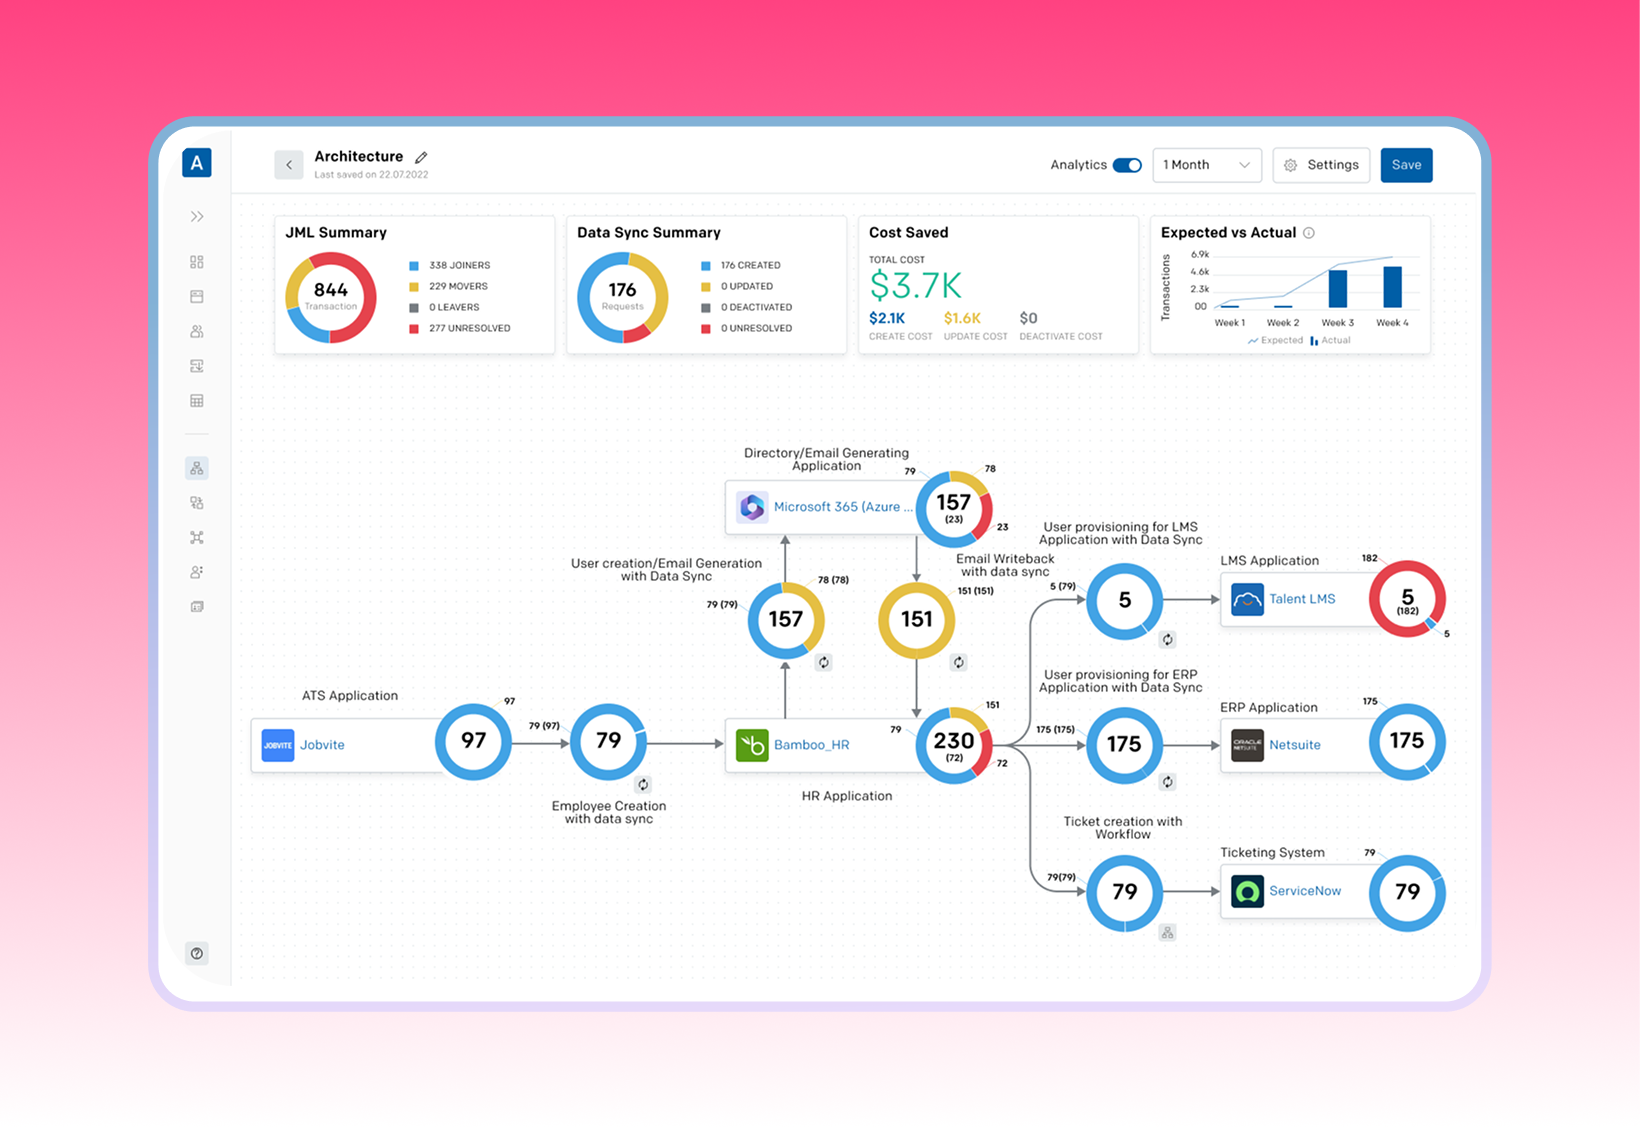 A
Architecture
Last saved on 22.07.2022
Analytics
1 Month
Settings
Save
JML Summary
844
Transaction
338 JOINERS
229 MOVERS
0 LEAVERS
277 UNRESOLVED
Data Sync Summary
176
Requests
176 CREATED
0 UPDATED
0 DEACTIVATED
0 UNRESOLVED
Cost Saved
TOTAL COST
$3.7K
$2.1K
$1.6K
$0
CREATE COST
UPDATE COST
DEACTIVATE COST
Expected vs Actual
Transactions
6.9k
4.6k
2.3k
00
Week 1
Week 2
Week 3
Week 4
Expected
Actual
Directory/Email Generating
Application
Microsoft 365 (Azure ...
79
78
157
(23)
23
User creation/Email Generation
with Data Sync
78 (78)
79 (79)
157
Email Writeback
with data sync
151 (151)
151
ATS Application
JOBVITE
Jobvite
97
97
79 (97)
79
Employee Creation
with data sync
Bamboo_HR
79
151
230
(72)
72
HR Application
User provisioning for LMS
Application with Data Sync
5 (79)
5
LMS Application
Talent LMS
182
5
(182)
5
User provisioning for ERP
Application with Data Sync
175 (175)
175
ERP Application
ORACLE
NETSUITE
Netsuite
175
175
Ticket creation with
Workflow
79(79)
79
Ticketing System
ServiceNow
79
79